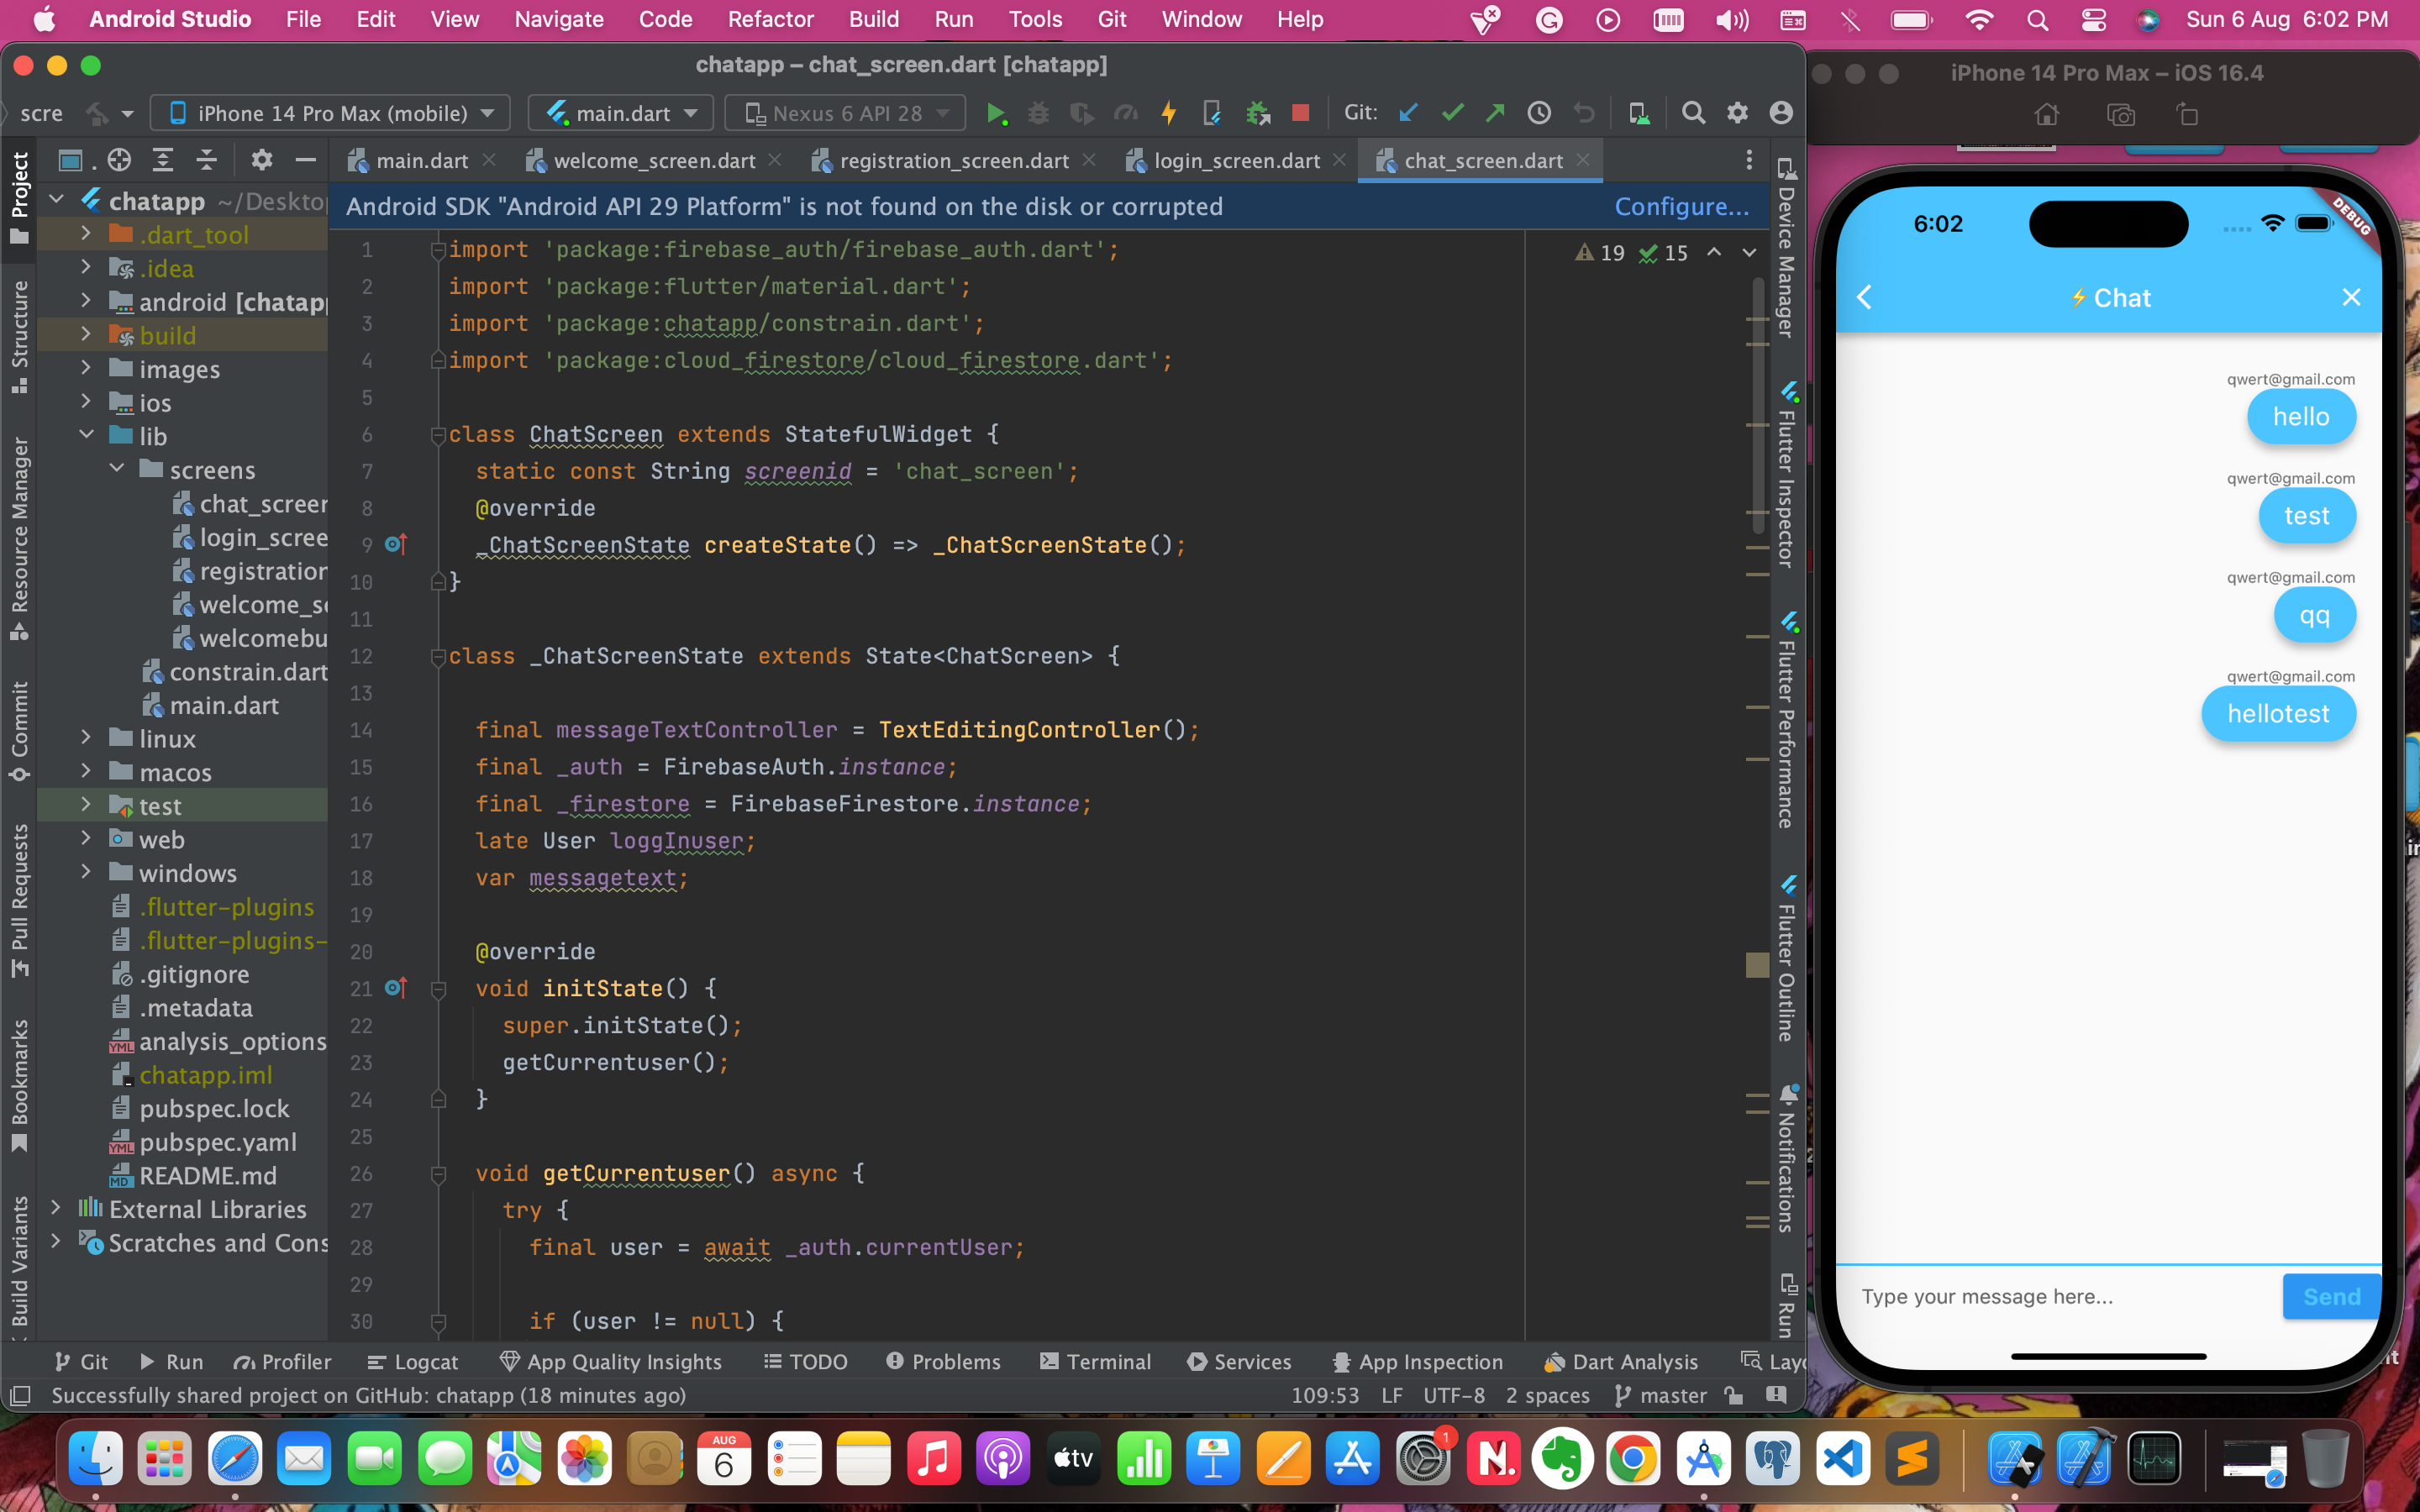 Android Studio File Edit View Navigate Code Refactor Build Run Tools Git Window Help Sun 6 Aug 6:02 PM
chatapp – chat_screen.dart [chatapp]
iPhone 14 Pro Max – iOS 16.4
scre iPhone 14 Pro Max (mobile) main.dart Nexus 6 API 28 Git:
main.dart welcome_screen.dart registration_screen.dart login_screen.dart chat_screen.dart
Android SDK "Android API 29 Platform" is not found on the disk or corrupted Configure...
19 15
Project
Structure
Resource Manager
Commit
Pull Requests
Bookmarks
Build Variants
chatapp ~/Deskto
.dart_tool
.idea
android [chatap
build
images
ios
lib
screens
chat_screen
login_scree
registration
welcome_s
welcomebu
constrain.dart
main.dart
linux
macos
test
web
windows
.flutter-plugins
.flutter-plugins-
.gitignore
.metadata
analysis_options
chatapp.iml
pubspec.lock
pubspec.yaml
README.md
External Libraries
Scratches and Cons
1 import 'package:firebase_auth/firebase_auth.dart';
2 import 'package:flutter/material.dart';
3 import 'package:chatapp/constrain.dart';
4 import 'package:cloud_firestore/cloud_firestore.dart';
5
6 class ChatScreen extends StatefulWidget {
7 static const String screenid = 'chat_screen';
8 @override
9 _ChatScreenState createState() => _ChatScreenState();
10 }
11
12 class _ChatScreenState extends State<ChatScreen> {
13
14 final messageTextController = TextEditingController();
15 final _auth = FirebaseAuth.instance;
16 final _firestore = FirebaseFirestore.instance;
17 late User loggInuser;
18 var messagetext;
19
20 @override
21 void initState() {
22 super.initState();
23 getCurrentuser();
24 }
25
26 void getCurrentuser() async {
27 try {
28 final user = await _auth.currentUser;
29
30 if (user != null) {
Device Manager
Flutter Inspector
Flutter Performance
Flutter Outline
Notifications
Run
6:02
DEBUG
⚡Chat
qwert@gmail.com
hello
qwert@gmail.com
test
qwert@gmail.com
qq
qwert@gmail.com
hellotest
Type your message here... Send
Git Run Profiler Logcat App Quality Insights TODO Problems Terminal Services App Inspection Dart Analysis Layo
Successfully shared project on GitHub: chatapp (18 minutes ago) 109:53 LF UTF-8 2 spaces master
AUG
6
tv
1
N.